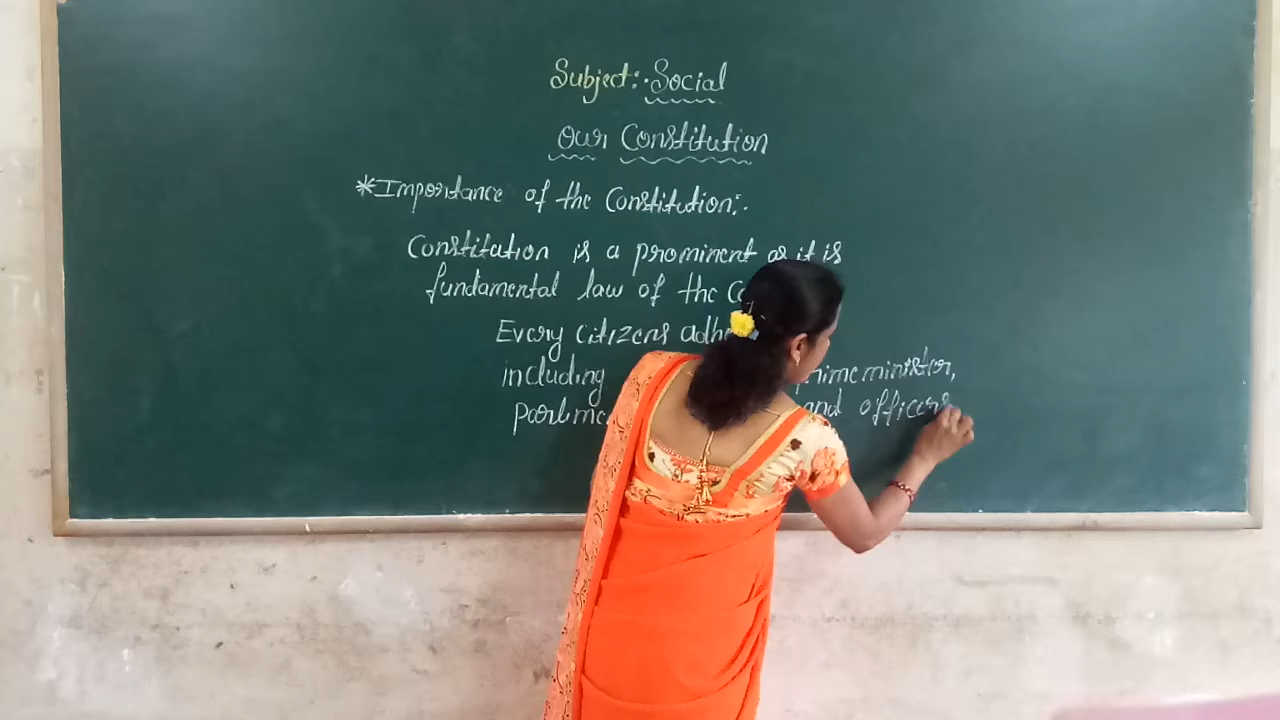 Subject:- Social
Our Constitution
*Importance of the Constitution:-
Constitution is a prominent as it is
fundamental law of the
Every citizens
including primeminister,
and officers